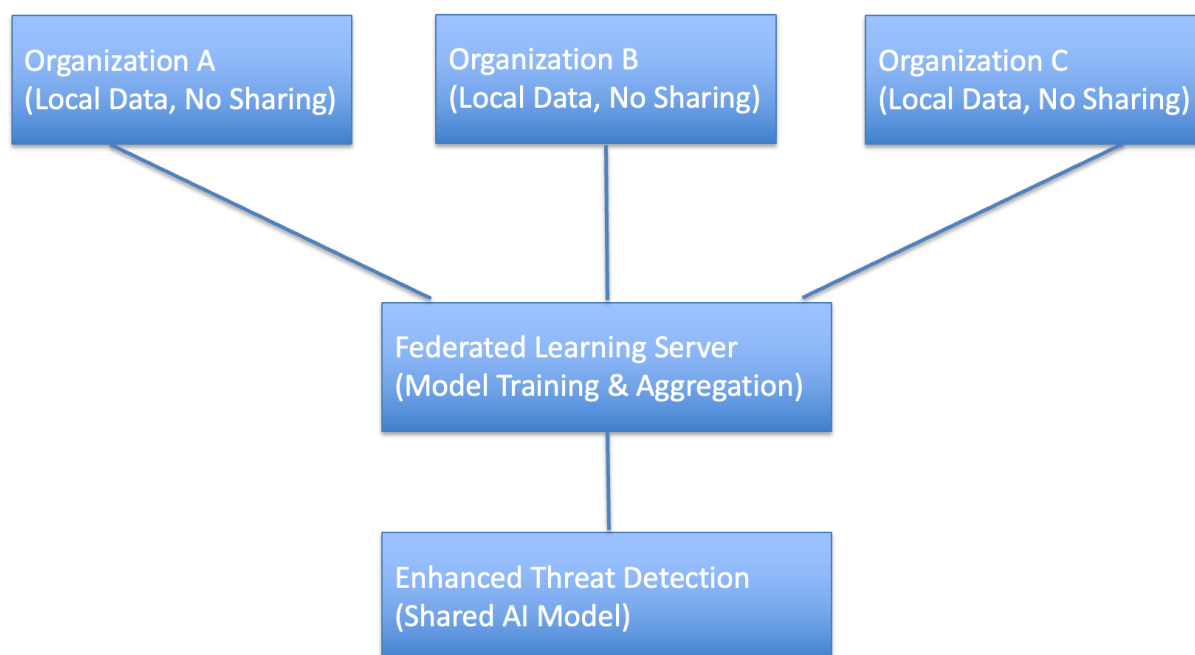 Organization A
(Local Data, No Sharing)
Organization B
(Local Data, No Sharing)
Organization C
(Local Data, No Sharing)
Federated Learning Server
(Model Training & Aggregation)
Enhanced Threat Detection
(Shared AI Model)